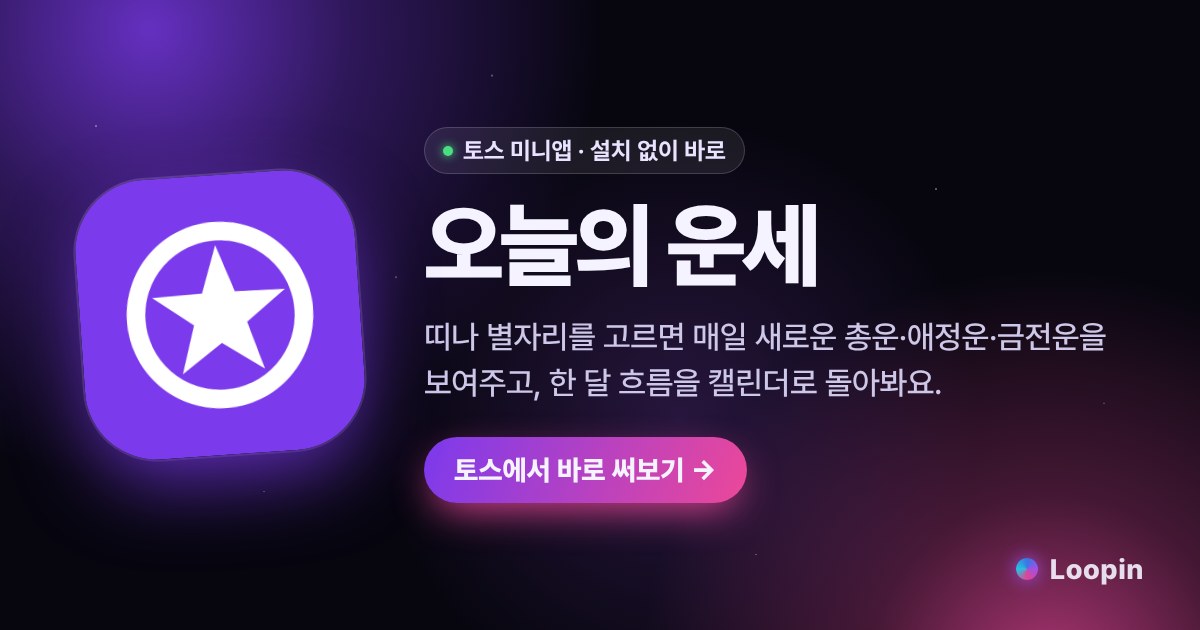 토스 미니앱 · 설치 없이 바로
오늘의 운세
띠나 별자리를 고르면 매일 새로운 총운·애정운·금전운을
보여주고, 한 달 흐름을 캘린더로 돌아봐요.
토스에서 바로 써보기 →
Loopin